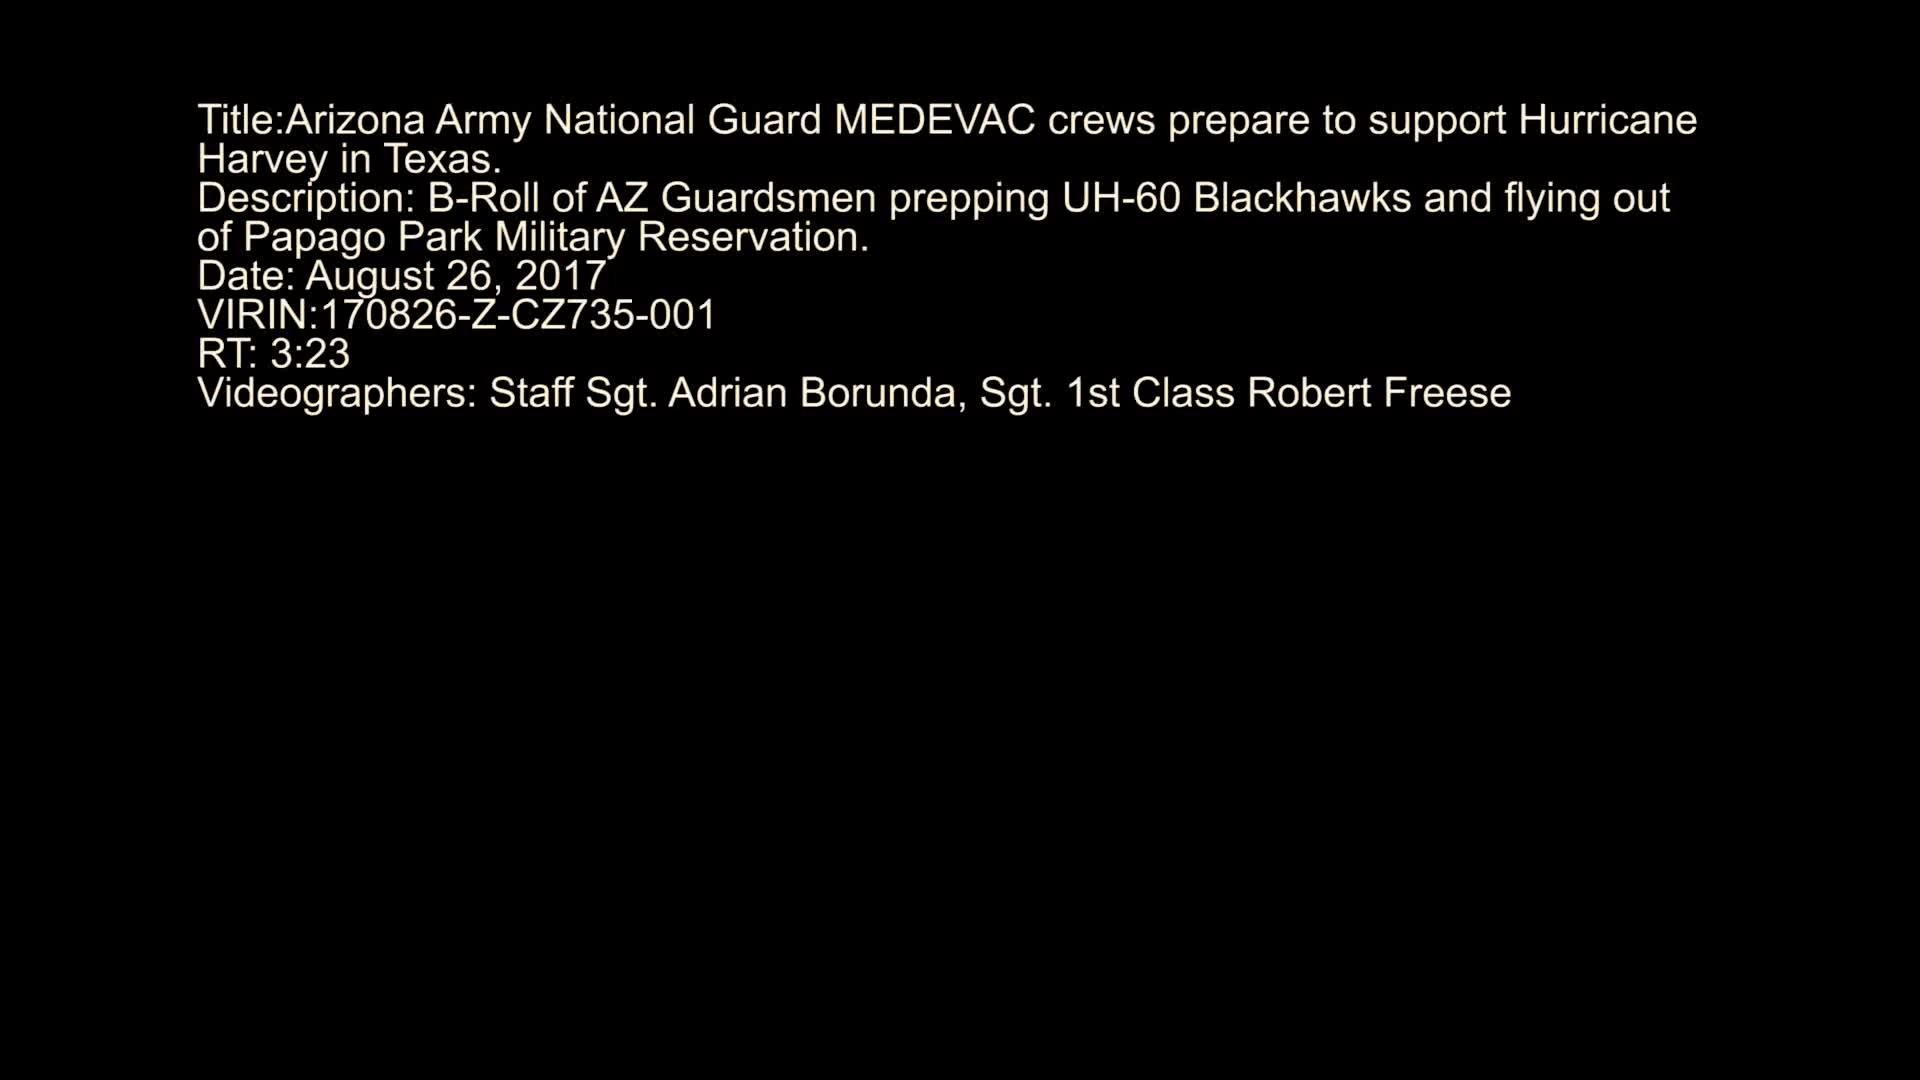 Title:Arizona Army National Guard MEDEVAC crews prepare to support Hurricane
Harvey in Texas.
Description: B-Roll of AZ Guardsmen prepping UH-60 Blackhawks and flying out
of Papago Park Military Reservation.
Date: August 26, 2017
VIRIN:170826-Z-CZ735-001
RT: 3:23
Videographers: Staff Sgt. Adrian Borunda, Sgt. 1st Class Robert Freese